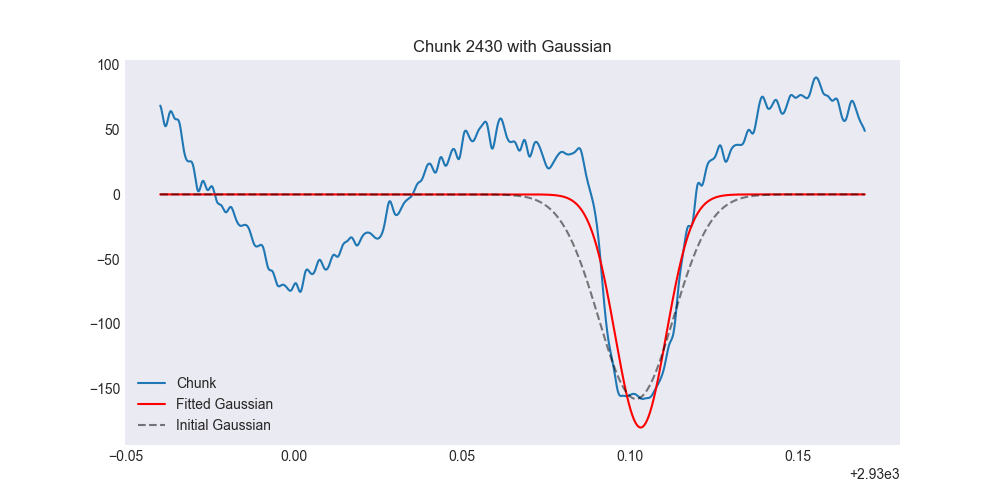 Chunk 2430 with Gaussian
100
50
0
−50
−100
−150
Chunk
Fitted Gaussian
Initial Gaussian
−0.05 0.00 0.05 0.10 0.15
+2.93e3